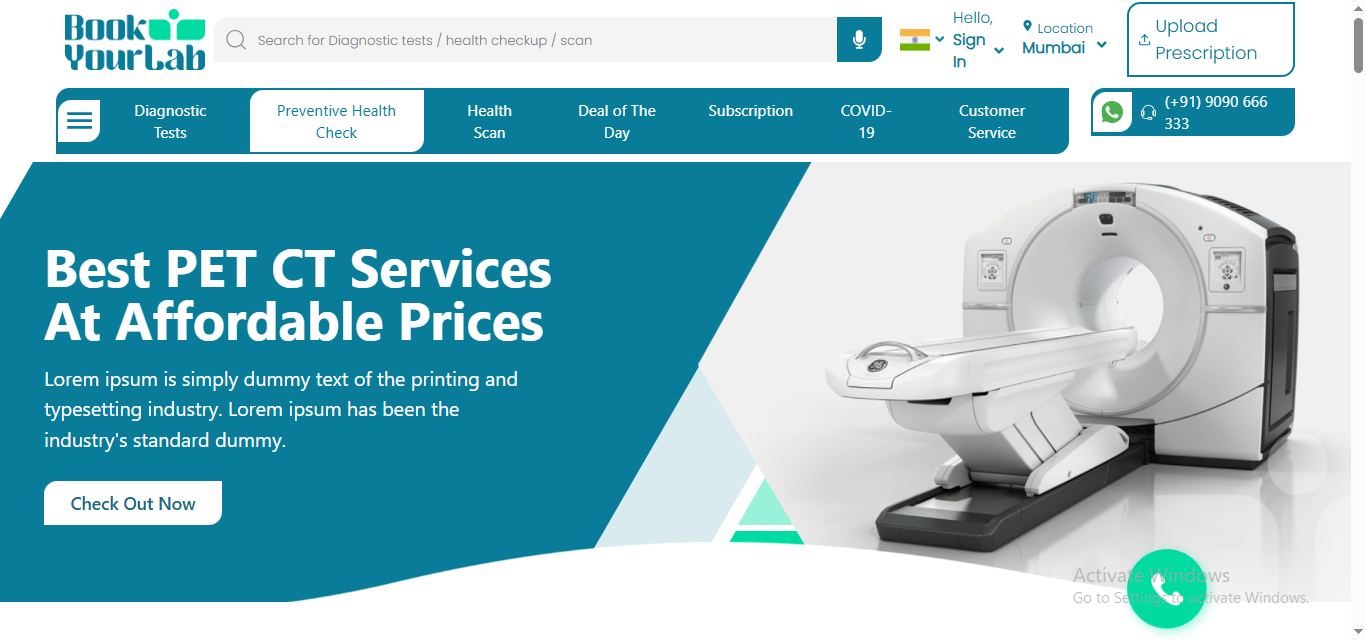 Book
YourLab
Search for Diagnostic tests / health checkup / scan
Hello,
Sign
In
Location
Mumbai
Upload
Prescription
Diagnostic
Tests
Preventive Health
Check
Health
Scan
Deal of The
Day
Subscription
COVID-
19
Customer
Service
(+91) 9090 666
333
Best PET CT Services
At Affordable Prices
Lorem ipsum is simply dummy text of the printing and
typesetting industry. Lorem ipsum has been the
industry's standard dummy.
Check Out Now
Activate Windows
Go to Settings to activate Windows.